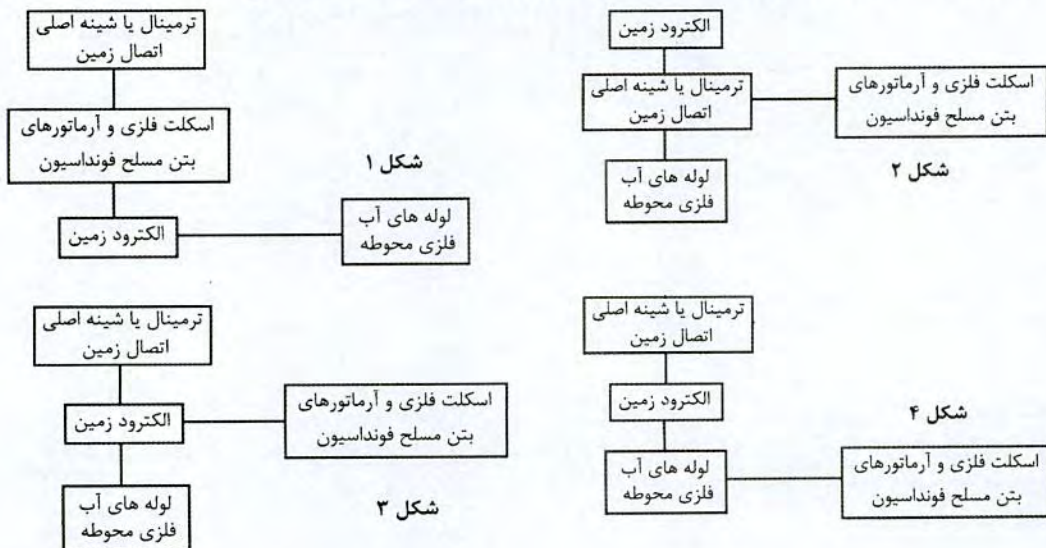 ترمینال یا شینه اصلی
اتصال زمین
اسکلت فلزی و آرماتورهای
بتن مسلح فونداسیون
الکترود زمین
لوله های آب
فلزی محوطه
شکل ۱
الکترود زمین
ترمینال یا شینه اصلی
اتصال زمین
اسکلت فلزی و آرماتورهای
بتن مسلح فونداسیون
لوله های آب
فلزی محوطه
شکل ۲
ترمینال یا شینه اصلی
اتصال زمین
الکترود زمین
اسکلت فلزی و آرماتورهای
بتن مسلح فونداسیون
لوله های آب
فلزی محوطه
شکل ۳
ترمینال یا شینه اصلی
اتصال زمین
الکترود زمین
شکل ۴
لوله های آب
فلزی محوطه
اسکلت فلزی و آرماتورهای
بتن مسلح فونداسیون